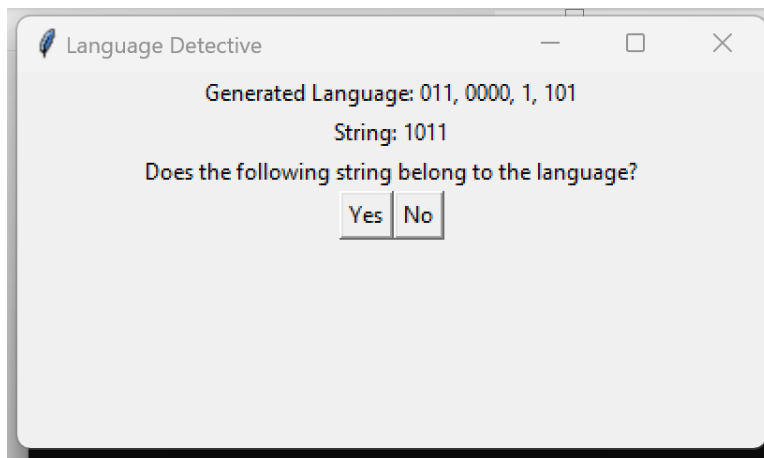 Language Detective
Generated Language: 011, 0000, 1, 101
String: 1011
Does the following string belong to the language?
Yes No